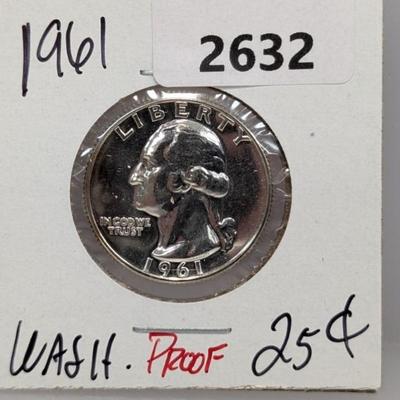 1961
2632
LIBERTY
IN GOD WE
TRUST
1961
WASH. PROOF 25¢